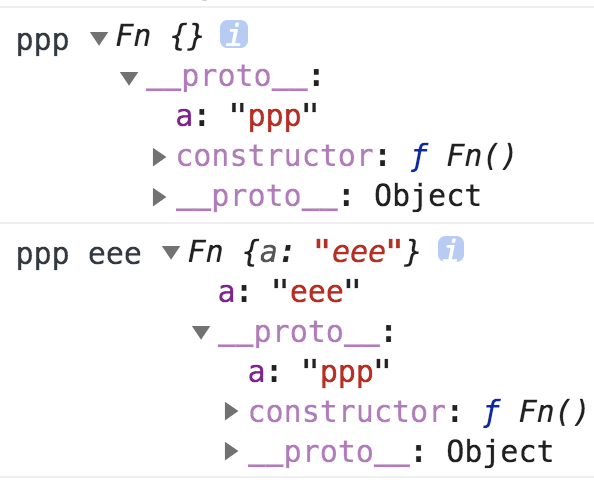 ppp ▼Fn {} i
▼__proto__:
a: "ppp"
▶constructor: ƒ Fn()
▶__proto__: Object
ppp eee ▼Fn {a: "eee"} i
a: "eee"
▼__proto__:
a: "ppp"
▶constructor: ƒ Fn()
▶__proto__: Object